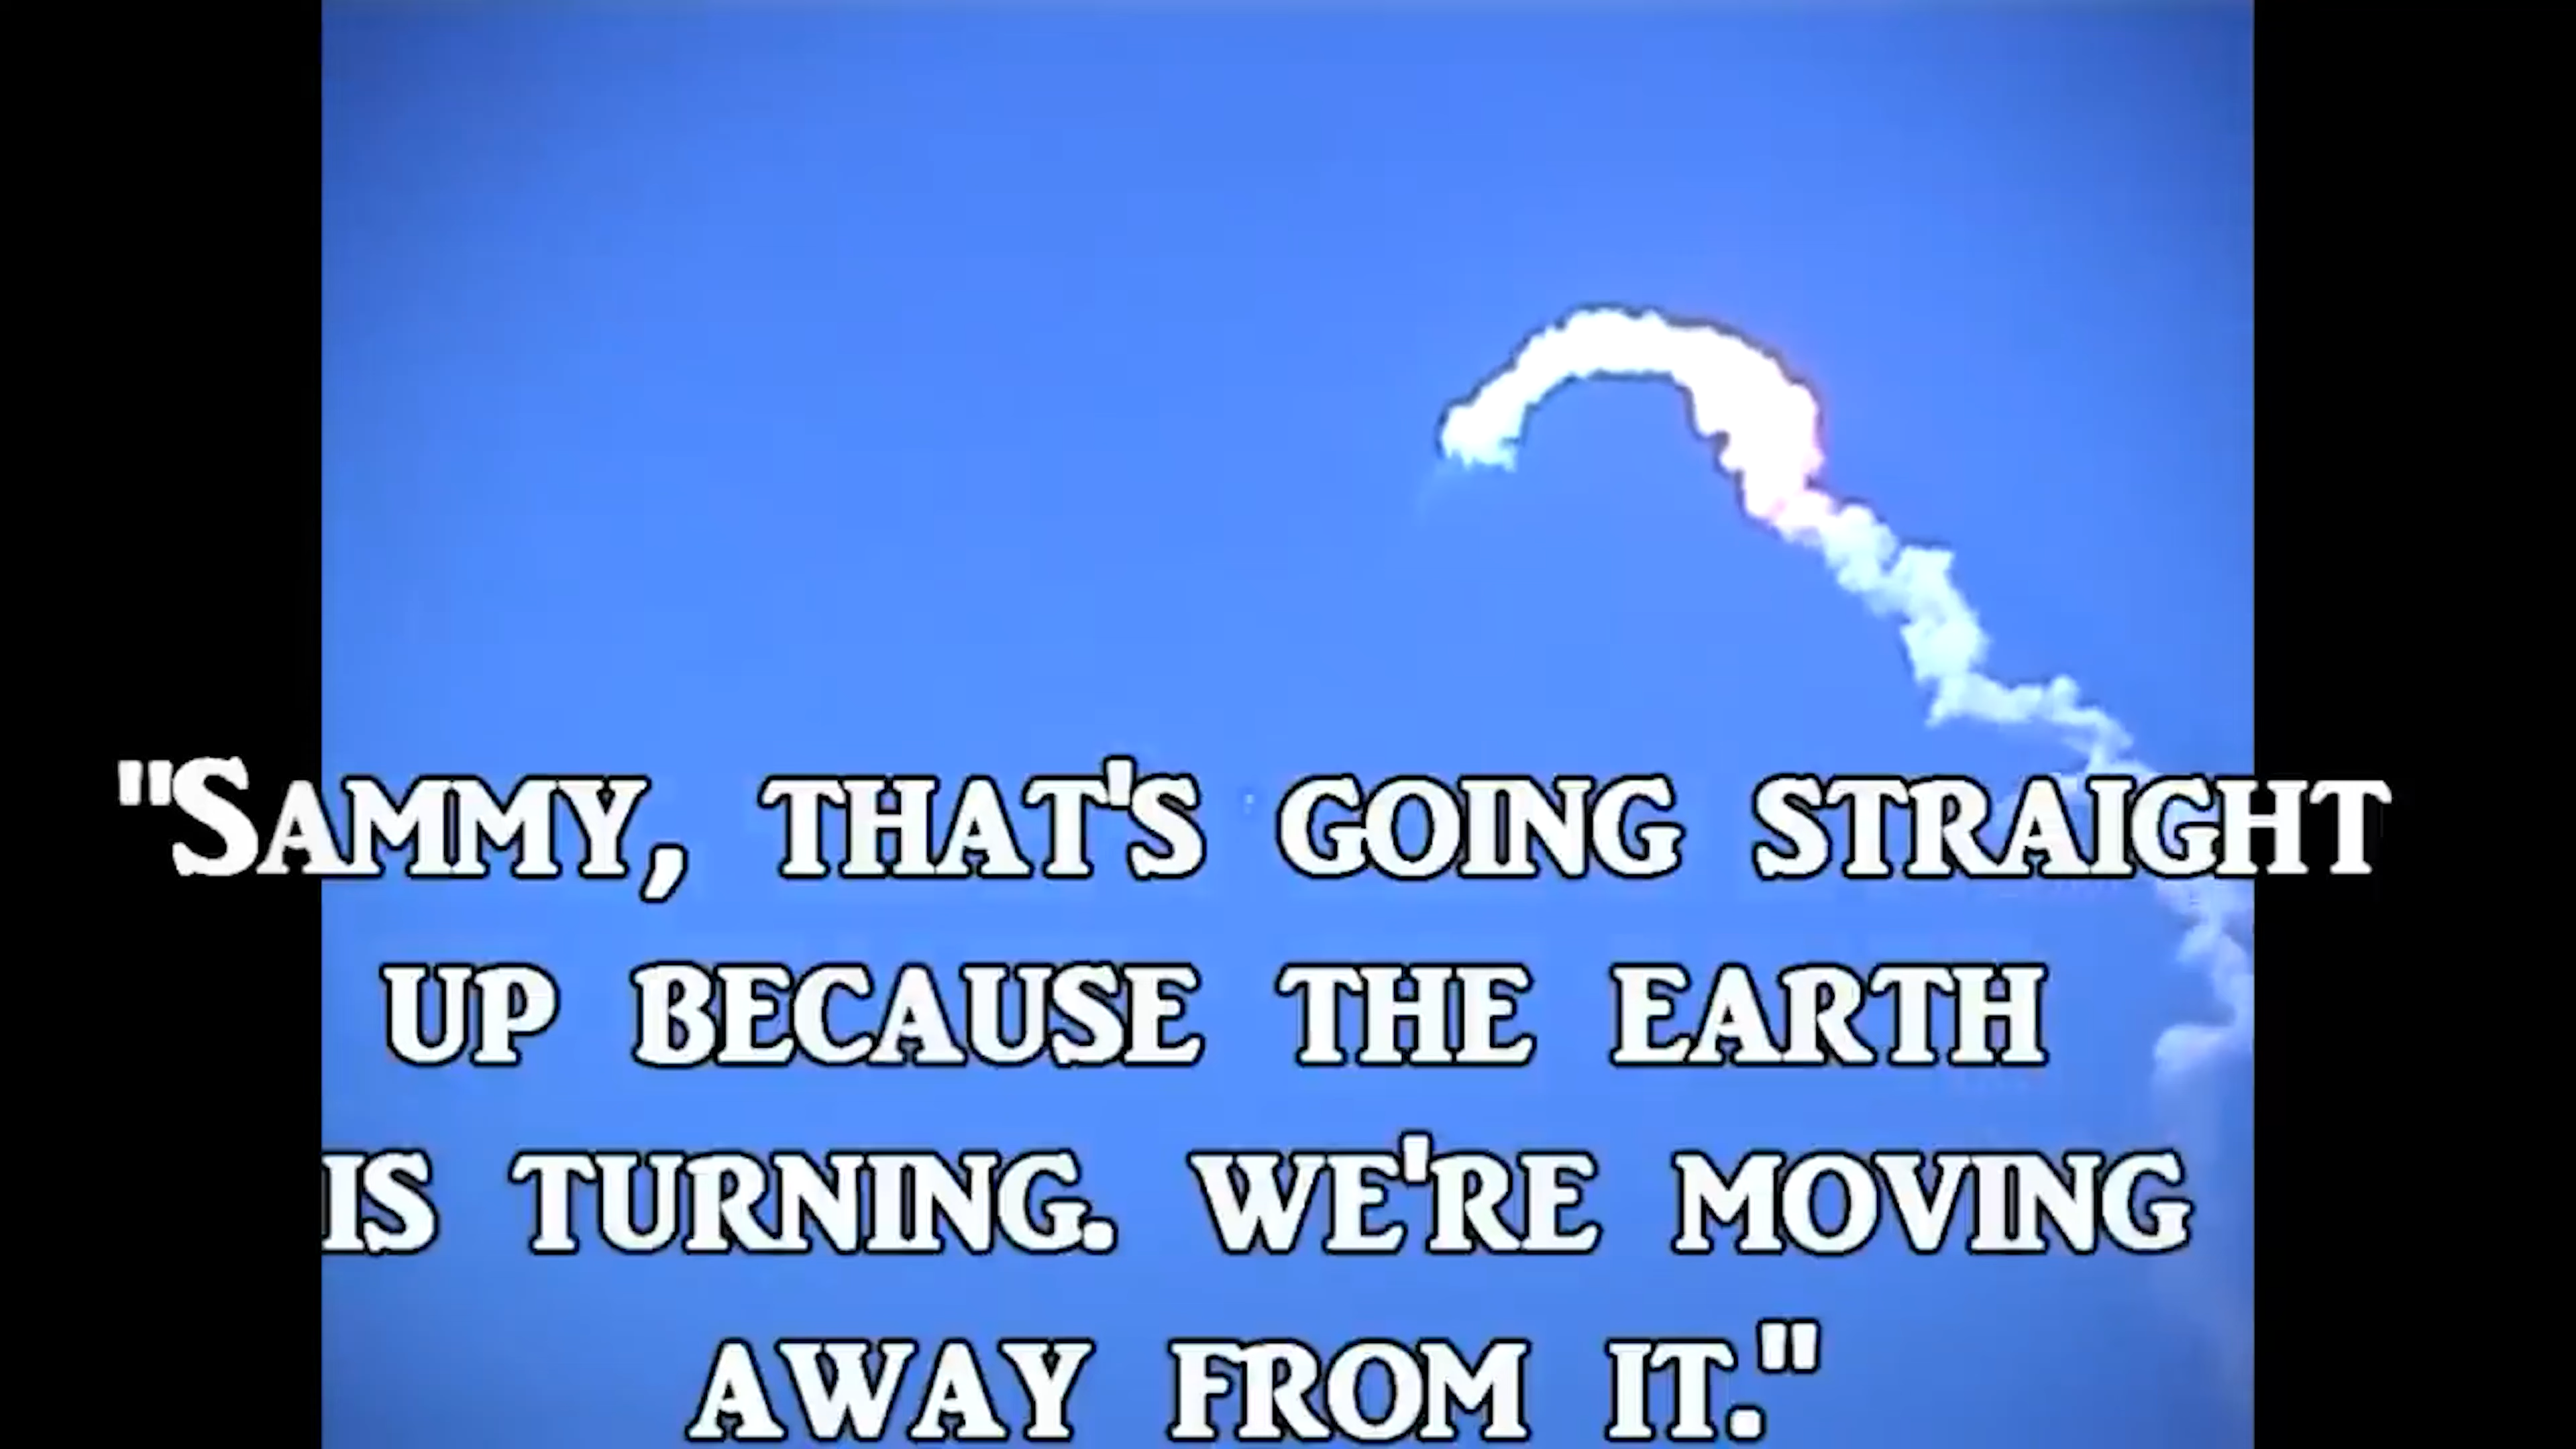 "Sammy, that's going straight
up because the earth
is turning. we're moving
away from it."